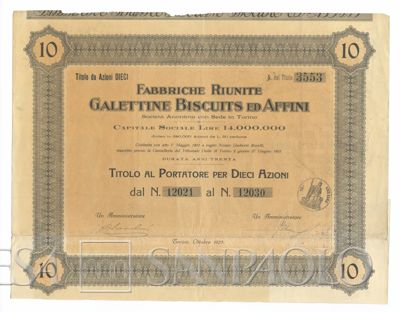 10
10
Titolo da Azioni DIECI
N. del Titolo 3553
FABBRICHE RIUNITE
GALETTINE BISCUITS ED AFFINI
Società Anonima con Sede in Torino
CAPITALE SOCIALE LIRE 14.000.000
DURATA ANNI TRENTA
TITOLO AL PORTATORE PER DIECI AZIONI
dal N. 12021 al N. 12030
Un Amministratore
Un Amministratore
Torino, Ottobre 1925
10
10
SANPAOLO